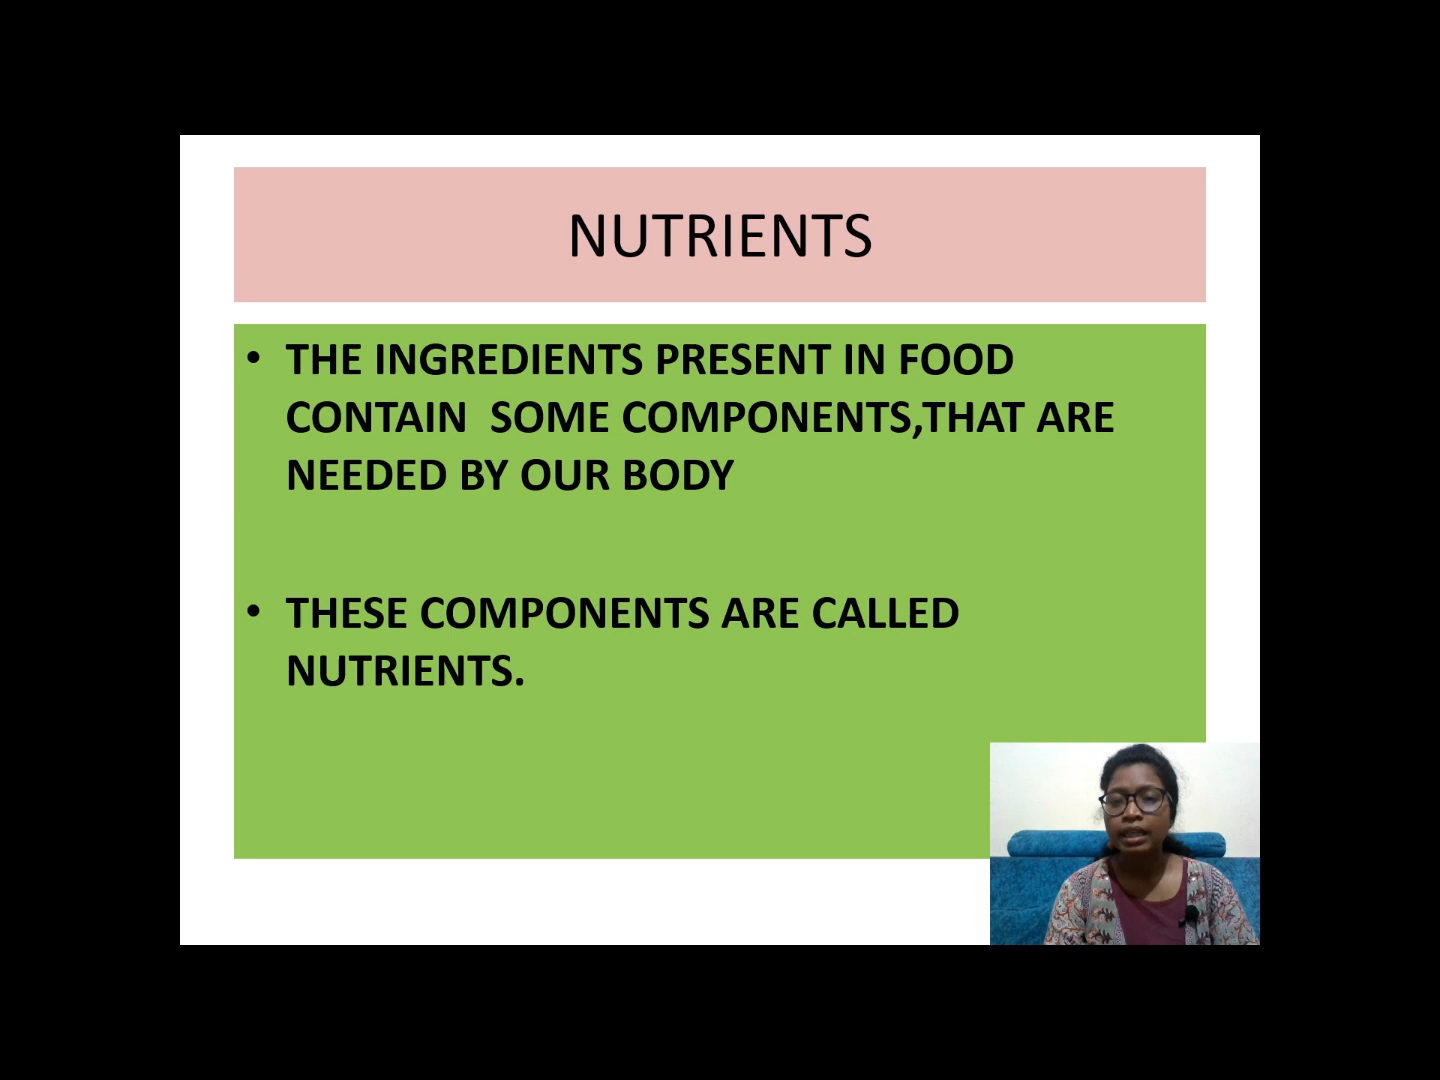 NUTRIENTS
• THE INGREDIENTS PRESENT IN FOOD
CONTAIN  SOME COMPONENTS,THAT ARE
NEEDED BY OUR BODY
• THESE COMPONENTS ARE CALLED
NUTRIENTS.